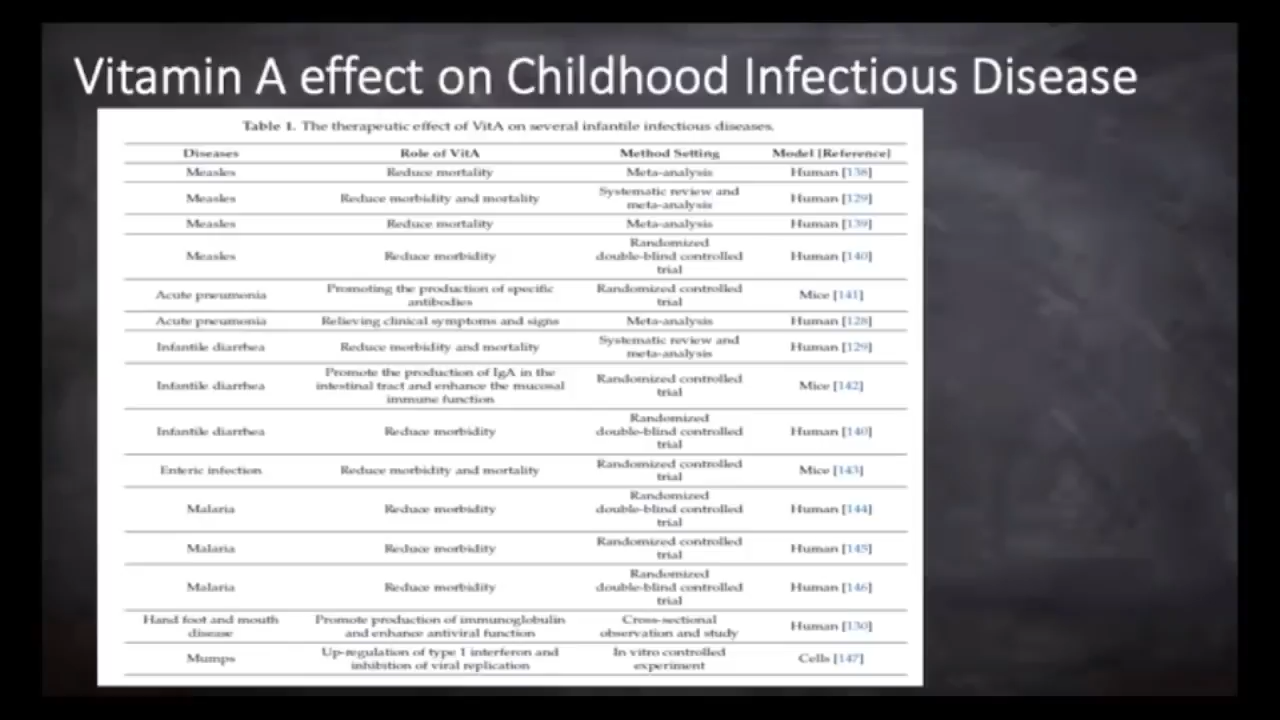 Vitamin A effect on Childhood Infectious Disease
Table 1. The therapeutic effect of VitA on several infantile infectious diseases.
Diseases Role of VitA Method Setting Model [Reference]
Measles Reduce mortality Meta-analysis Human [138]
Measles Reduce morbidity and mortality Systematic review and
meta-analysis Human [129]
Measles Reduce mortality Meta-analysis Human [139]
Measles Reduce morbidity Randomized
double-blind controlled
trial Human [140]
Acute pneumonia Promoting the production of specific
antibodies Randomized controlled
trial Mice [141]
Acute pneumonia Relieving clinical symptoms and signs Meta-analysis Human [128]
Infantile diarrhea Reduce morbidity and mortality Systematic review and
meta-analysis Human [129]
Infantile diarrhea Promote the production of IgA in the
intestinal tract and enhance the mucosal
immune function Randomized controlled
trial Mice [142]
Infantile diarrhea Reduce morbidity Randomized
double-blind controlled
trial Human [140]
Enteric infection Reduce morbidity and mortality Randomized controlled
trial Mice [143]
Malaria Reduce morbidity Randomized
double-blind controlled
trial Human [144]
Malaria Reduce morbidity Randomized controlled
trial Human [145]
Malaria Reduce morbidity Randomized
double-blind controlled
trial Human [146]
Hand foot and mouth
disease Promote production of immunoglobulin
and enhance antiviral function Cross-sectional
observation and study Human [130]
Mumps Up-regulation of type 1 interferon and
inhibition of viral replication In vitro controlled
experiment Cells [147]